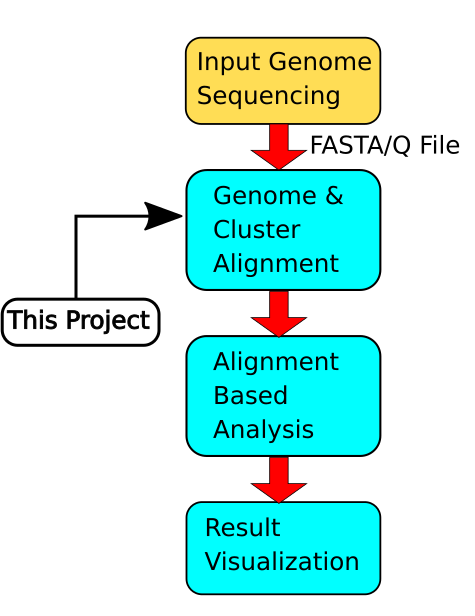 Input Genome
Sequencing
FASTA/Q File
Genome &
Cluster
Alignment
This Project
Alignment
Based
Analysis
Result
Visualization